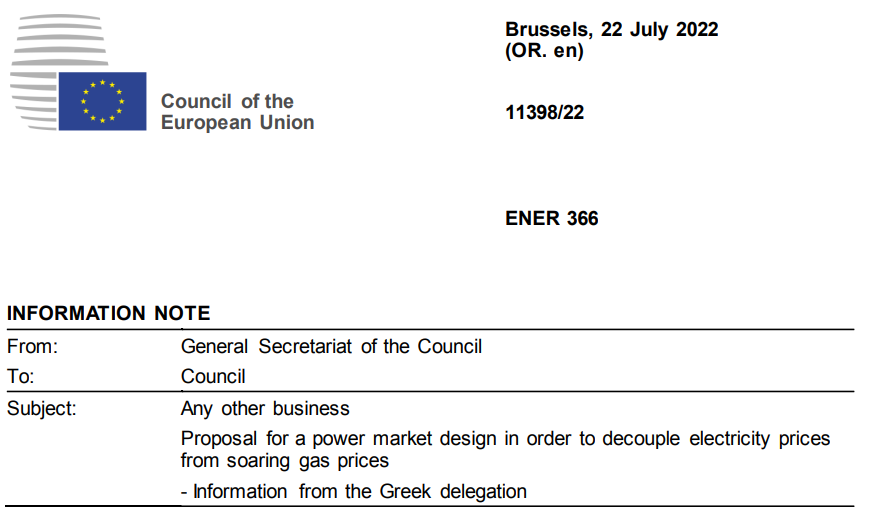 Council of the
European Union
Brussels, 22 July 2022
(OR. en)
11398/22
ENER 366
INFORMATION NOTE
From: General Secretariat of the Council
To: Council
Subject: Any other business
Proposal for a power market design in order to decouple electricity prices
from soaring gas prices
- Information from the Greek delegation